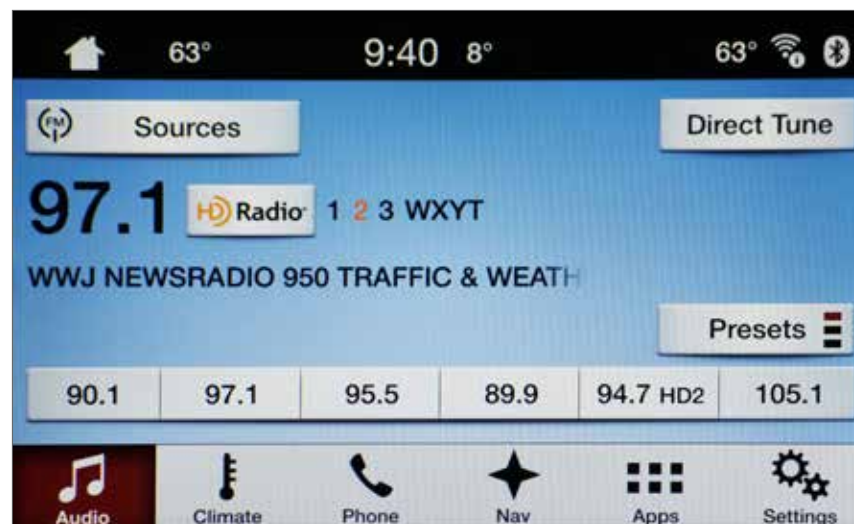 63° 9:40 8° 63°
FM Sources Direct Tune
97.1 HD Radio 1 2 3 WXYT
WWJ NEWSRADIO 950 TRAFFIC & WEATH
Presets
90.1 97.1 95.5 89.9 94.7 HD2 105.1
Audio Climate Phone Nav Apps Settings